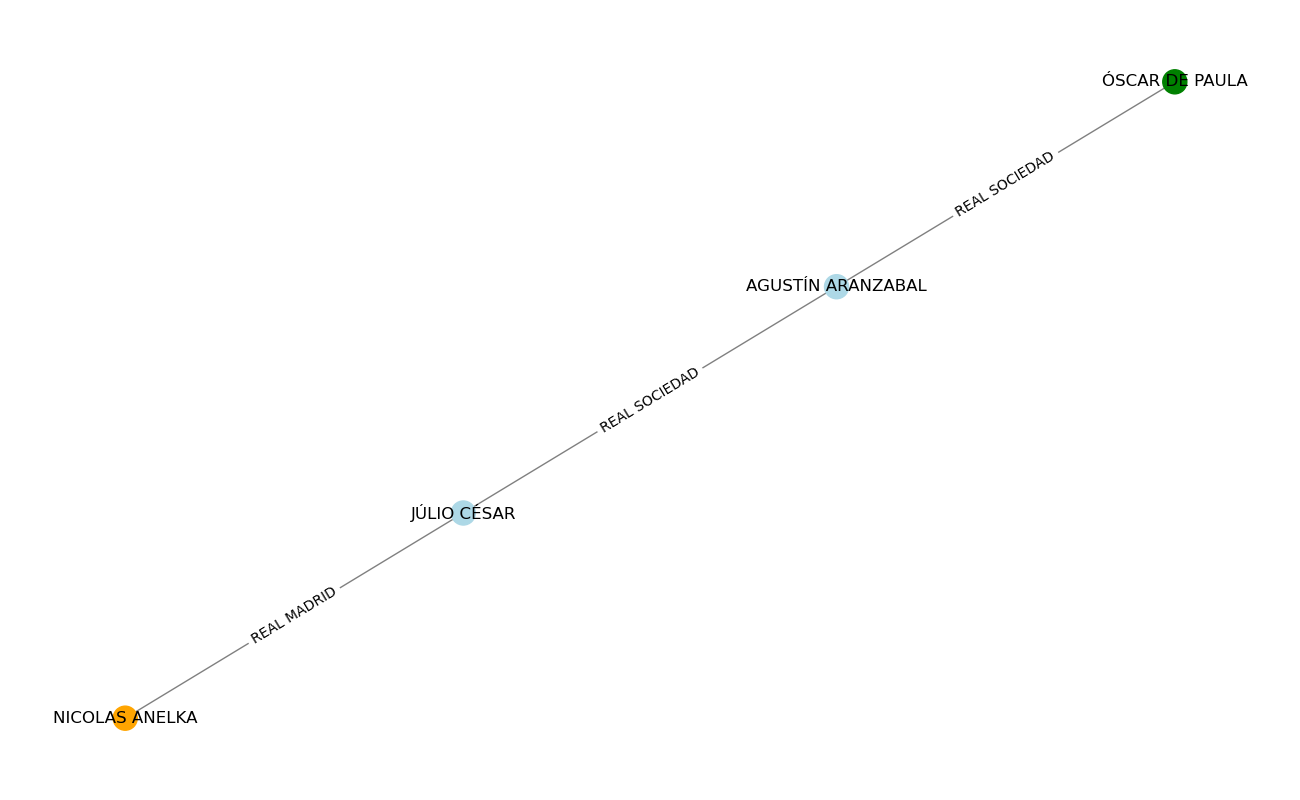 ÓSCAR DE PAULA
REAL SOCIEDAD
AGUSTÍN ARANZABAL
REAL SOCIEDAD
JÚLIO CÉSAR
REAL MADRID
NICOLAS ANELKA